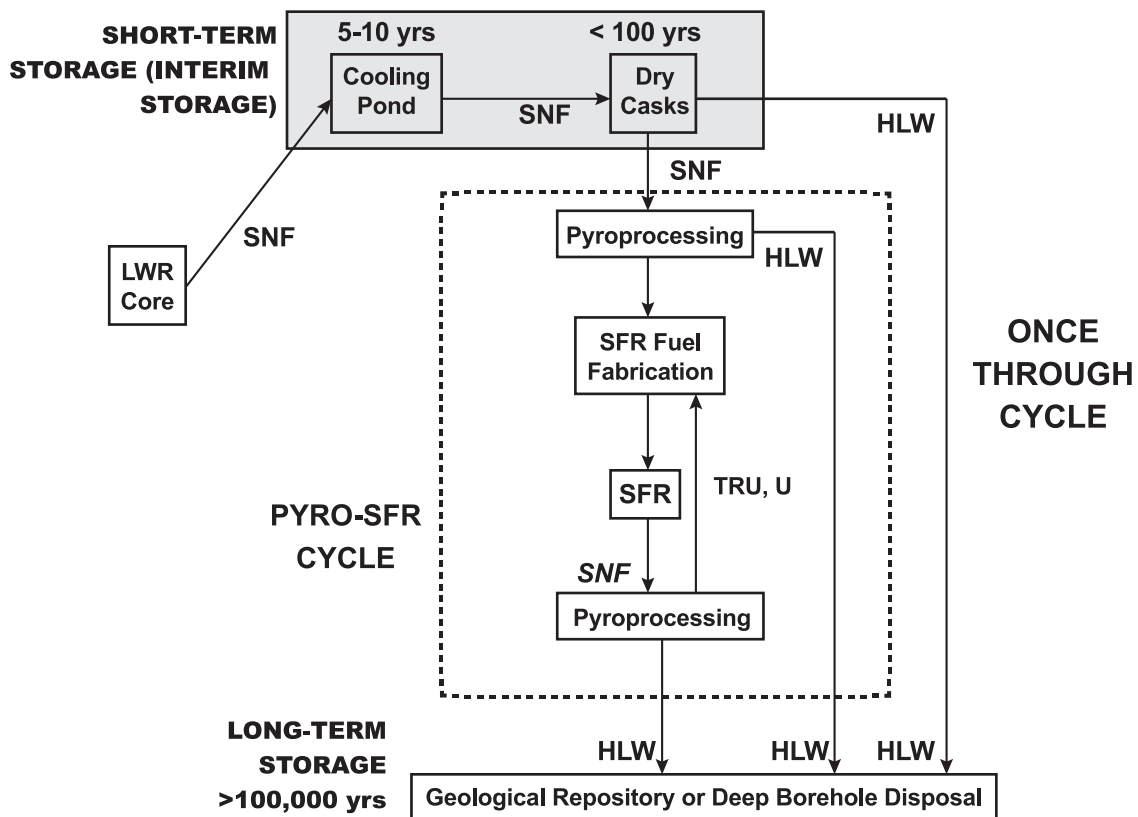 SHORT-TERM
STORAGE (INTERIM
STORAGE)
5-10 yrs
< 100 yrs
Cooling
Pond
SNF
Dry
Casks
HLW
SNF
SNF
LWR
Core
Pyroprocessing
HLW
SFR Fuel
Fabrication
ONCE
THROUGH
CYCLE
SFR
TRU, U
PYRO-SFR
CYCLE
SNF
Pyroprocessing
LONG-TERM
STORAGE
>100,000 yrs
HLW
HLW
HLW
Geological Repository or Deep Borehole Disposal